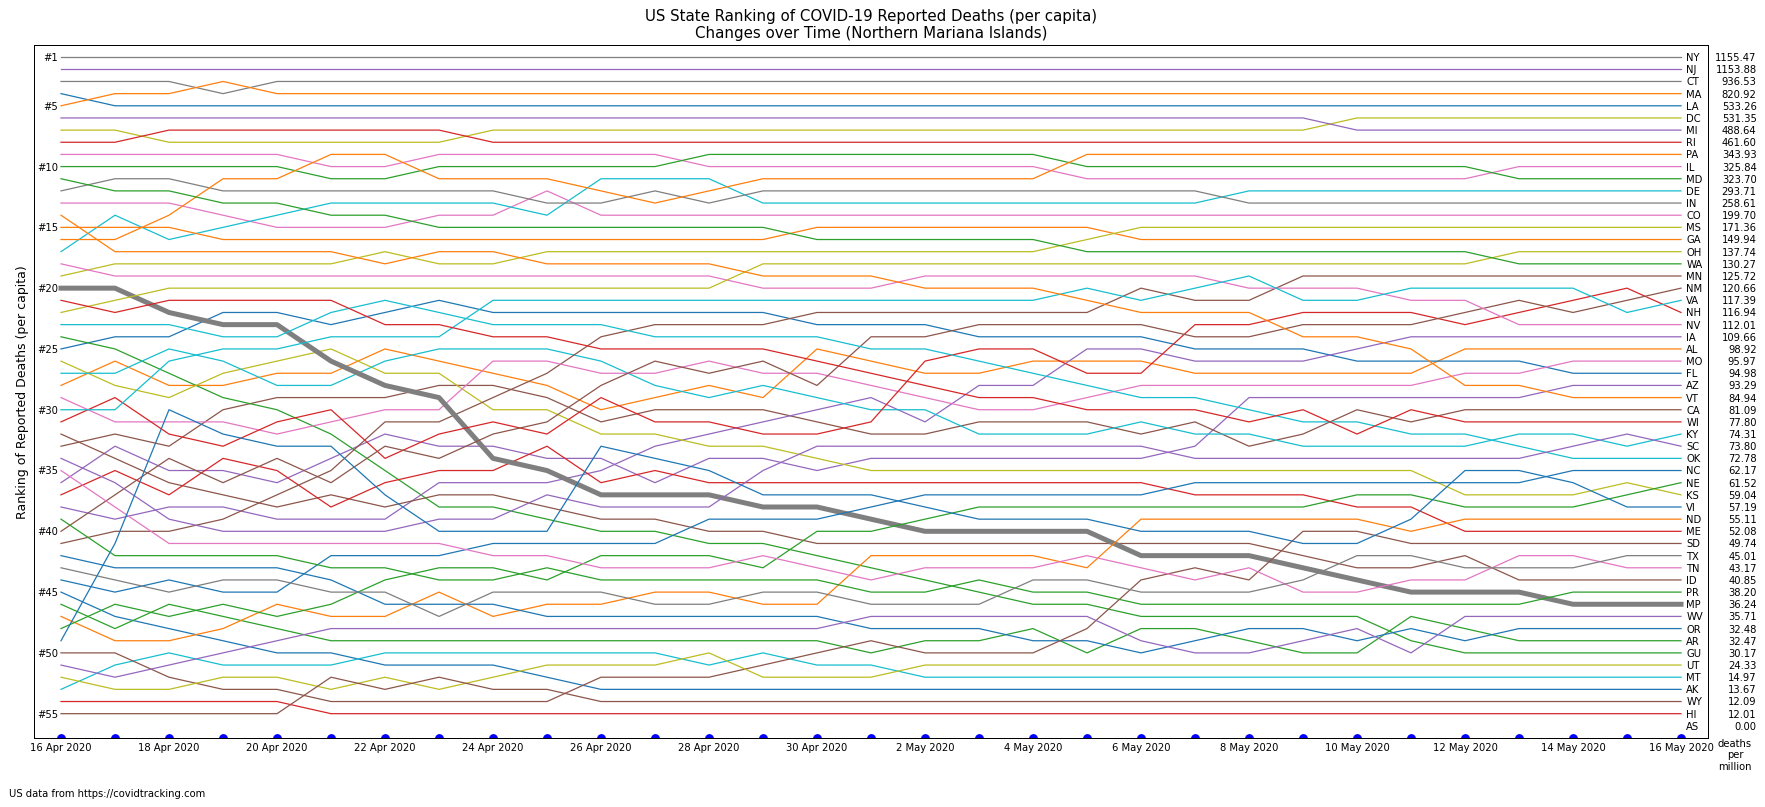 US State Ranking of COVID-19 Reported Deaths (per capita)
Changes over Time (Northern Mariana Islands)
Ranking of Reported Deaths (per capita)
#1
#5
#10
#15
#20
#25
#30
#35
#40
#45
#50
#55
NY 1155.47
NJ 1153.88
CT 936.53
MA 820.92
LA 533.26
DC 531.35
MI 488.64
RI 461.60
PA 343.93
IL 325.84
MD 323.70
DE 293.71
IN 258.61
CO 199.70
MS 171.36
GA 149.94
OH 137.74
WA 130.27
MN 125.72
NM 120.66
VA 117.39
NH 116.94
NV 112.01
IA 109.66
AL 98.92
MO 95.97
FL 94.98
AZ 93.29
VT 84.94
CA 81.09
WI 77.80
KY 74.31
SC 73.80
OK 72.78
NC 62.17
NE 61.52
KS 59.04
VI 57.19
ND 55.11
ME 52.08
SD 49.74
TX 45.01
TN 43.17
ID 40.85
PR 38.20
MP 36.24
WV 35.71
OR 32.48
AR 32.47
GU 30.17
UT 24.33
MT 14.97
AK 13.67
WY 12.09
HI 12.01
AS 0.00
16 Apr 2020 18 Apr 2020 20 Apr 2020 22 Apr 2020 24 Apr 2020 26 Apr 2020 28 Apr 2020 30 Apr 2020 2 May 2020 4 May 2020 6 May 2020 8 May 2020 10 May 2020 12 May 2020 14 May 2020 16 May 2020
deaths
per
million
US data from https://covidtracking.com